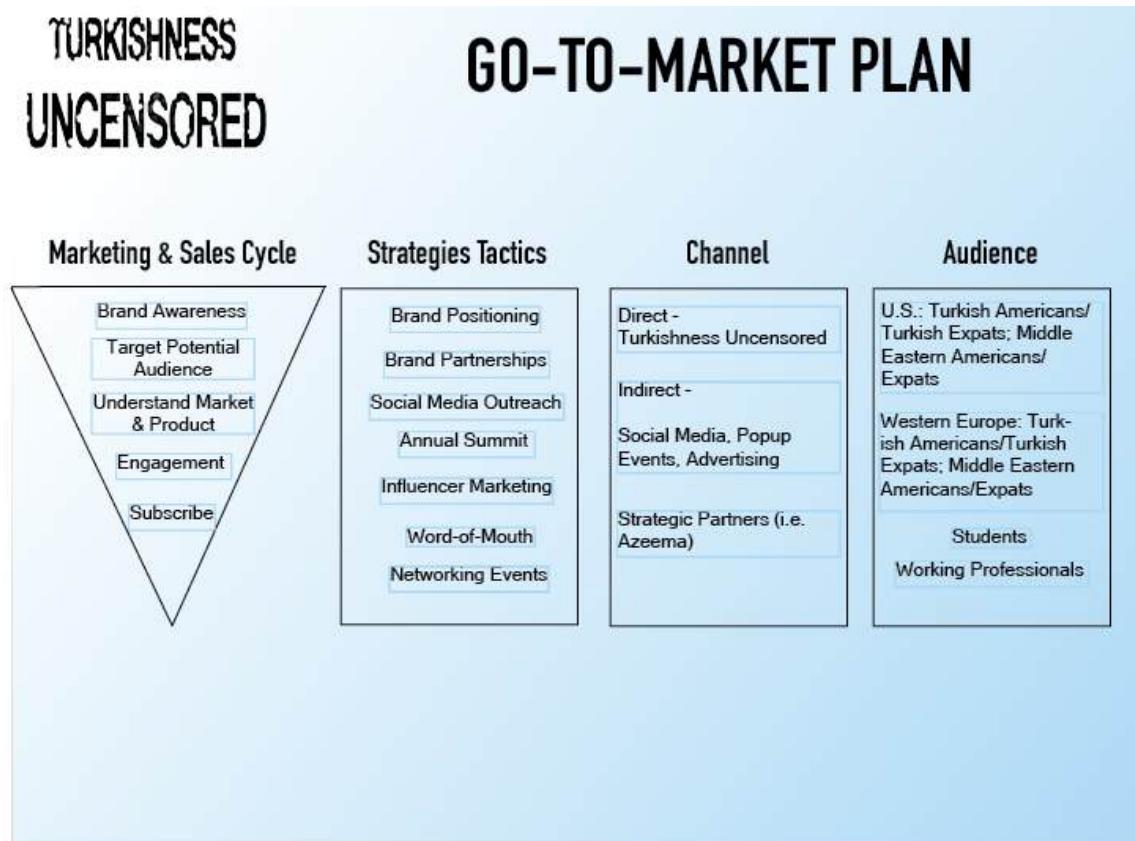 TURKISHNESS
UNCENSORED
GO-TO-MARKET PLAN
Marketing & Sales Cycle
Brand Awareness
Target Potential
Audience
Understand Market
& Product
Engagement
Subscribe
Strategies Tactics
Brand Positioning
Brand Partnerships
Social Media Outreach
Annual Summit
Influencer Marketing
Word-of-Mouth
Networking Events
Channel
Direct -
Turkishness Uncensored
Indirect -
Social Media, Popup
Events, Advertising
Strategic Partners (i.e.
Azeema)
Audience
U.S.: Turkish Americans/
Turkish Expats; Middle
Eastern Americans/
Expats
Western Europe: Turk-
ish Americans/Turkish
Expats; Middle Eastern
Americans/Expats
Students
Working Professionals